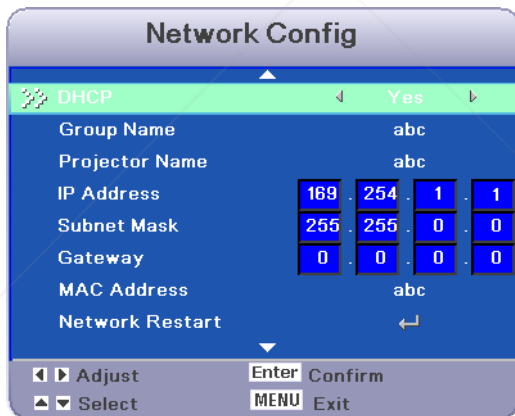 Network Config
DHCP Yes
Group Name abc
Projector Name abc
IP Address 169 . 254 . 1 . 1
Subnet Mask 255 . 255 . 0 . 0
Gateway 0 . 0 . 0 . 0
MAC Address abc
Network Restart
Adjust Enter Confirm
Select MENU Exit